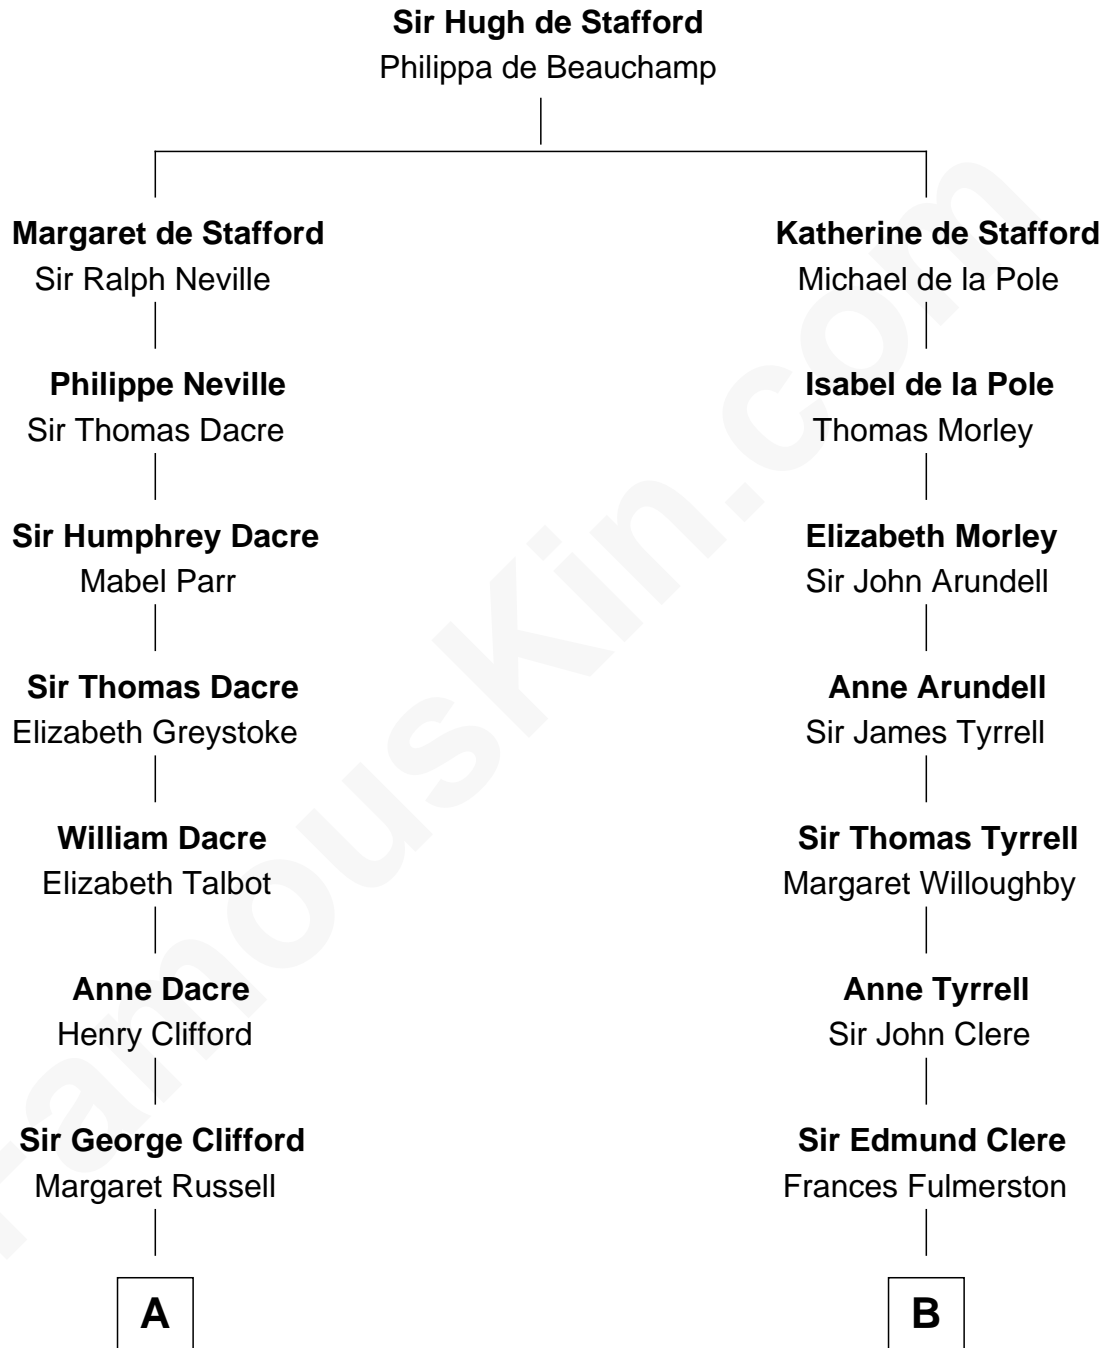 Sir Hugh de Stafford
Philippa de Beauchamp
Margaret de Stafford
Sir Ralph Neville
Katherine de Stafford
Michael de la Pole
Philippe Neville
Sir Thomas Dacre
Isabel de la Pole
Thomas Morley
Sir Humphrey Dacre
Mabel Parr
Elizabeth Morley
Sir John Arundell
Sir Thomas Dacre
Elizabeth Greystoke
Anne Arundell
Sir James Tyrrell
William Dacre
Elizabeth Talbot
Sir Thomas Tyrrell
Margaret Willoughby
Anne Dacre
Henry Clifford
Anne Tyrrell
Sir John Clere
Sir George Clifford
Margaret Russell
Sir Edmund Clere
Frances Fulmerston
A
B
FamousKin.com